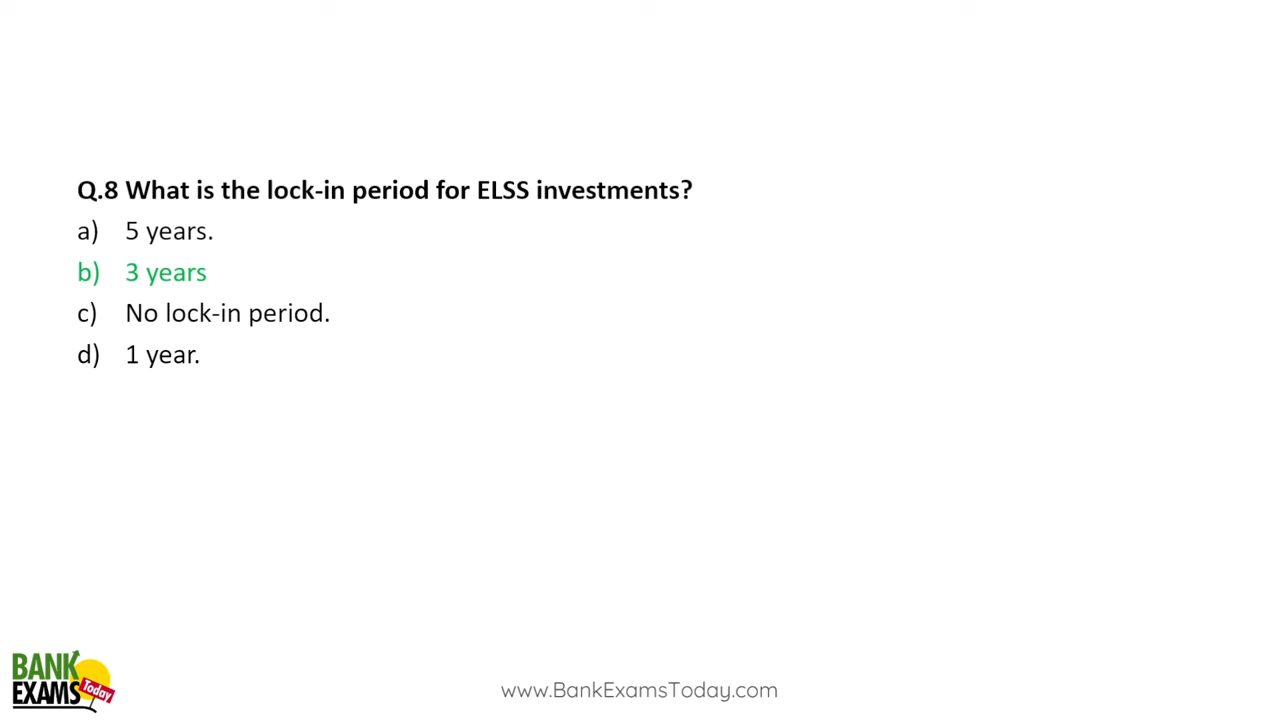 Q.8 What is the lock-in period for ELSS investments?
a) 5 years.
b) 3 years
c) No lock-in period.
d) 1 year.
BANK
EXAMS Today
www.BankExamsToday.com